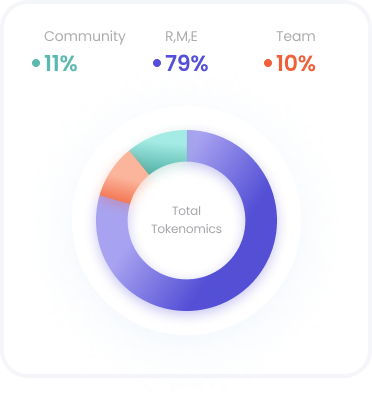 Community
11%
R,M,E
79%
Team
10%
Total
Tokenomics